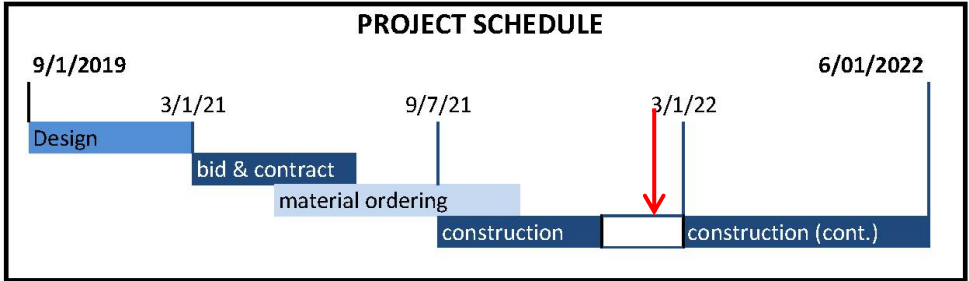 PROJECT SCHEDULE
9/1/2019 6/01/2022
3/1/21 9/7/21 3/1/22
Design
bid & contract
material ordering
construction construction (cont.)